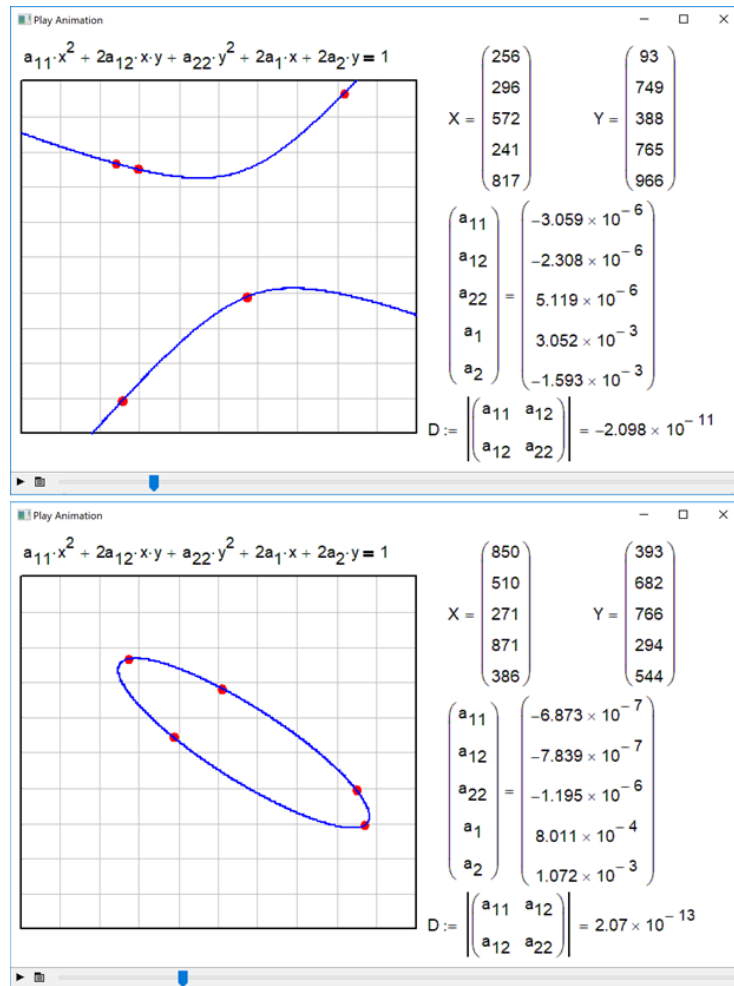 Play Animation
a₁₁·x² + 2a₁₂·x·y + a₂₂·y² + 2a₁·x + 2a₂·y = 1
X = (256 296 572 241 817) Y = (93 749 388 765 966)
(a₁₁ a₁₂ a₂₂ a₁ a₂) = (−3.059 × 10⁻⁶ −2.308 × 10⁻⁶ 5.119 × 10⁻⁶ 3.052 × 10⁻³ −1.593 × 10⁻³)
D := |(a₁₁ a₁₂ a₁₂ a₂₂)| = −2.098 × 10⁻¹¹
Play Animation
a₁₁·x² + 2a₁₂·x·y + a₂₂·y² + 2a₁·x + 2a₂·y = 1
X = (850 510 271 871 386) Y = (393 682 766 294 544)
(a₁₁ a₁₂ a₂₂ a₁ a₂) = (−6.873 × 10⁻⁷ −7.839 × 10⁻⁷ −1.195 × 10⁻⁶ 8.011 × 10⁻⁴ 1.072 × 10⁻³)
D := |(a₁₁ a₁₂ a₁₂ a₂₂)| = 2.07 × 10⁻¹³